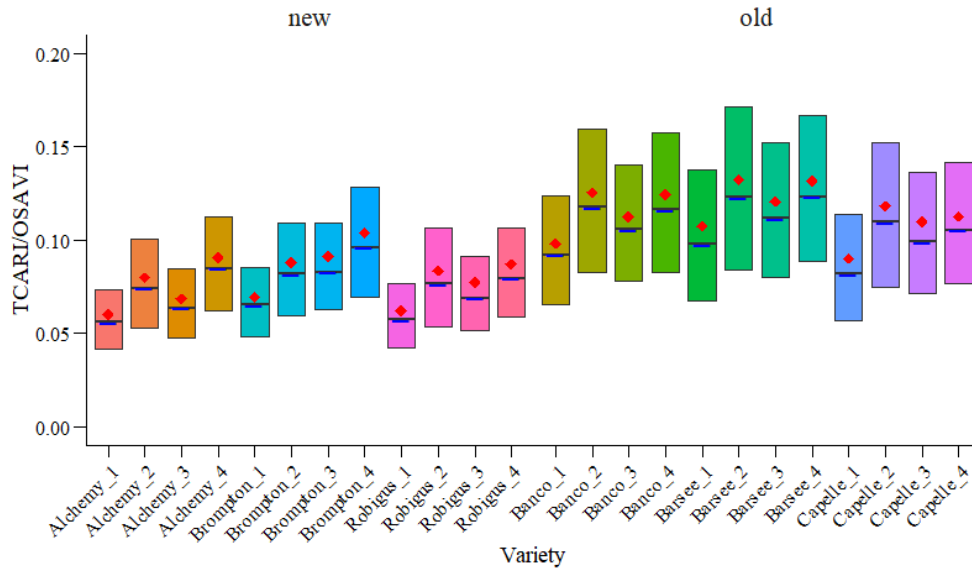 new old
0.20
0.15
0.10
0.05
0.00
TCARI/OSAVI
Alchemy_1
Alchemy_2
Alchemy_3
Alchemy_4
Brompton_1
Brompton_2
Brompton_3
Brompton_4
Robigus_1
Robigus_2
Robigus_3
Robigus_4
Banco_1
Banco_2
Banco_3
Banco_4
Barsee_1
Barsee_2
Barsee_3
Barsee_4
Capelle_1
Capelle_2
Capelle_3
Capelle_4
Variety